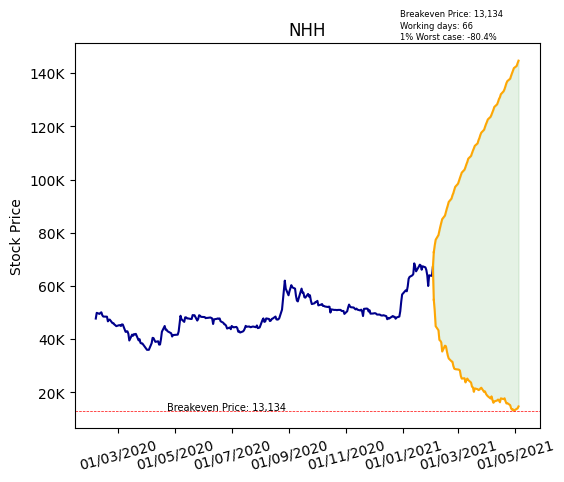 Breakeven Price: 13,134
Working days: 66
1% Worst case: -80.4%
NHH
Stock Price
140K
120K
100K
80K
60K
40K
20K
Breakeven Price: 13,134
01/03/2020
01/05/2020
01/07/2020
01/09/2020
01/11/2020
01/01/2021
01/03/2021
01/05/2021